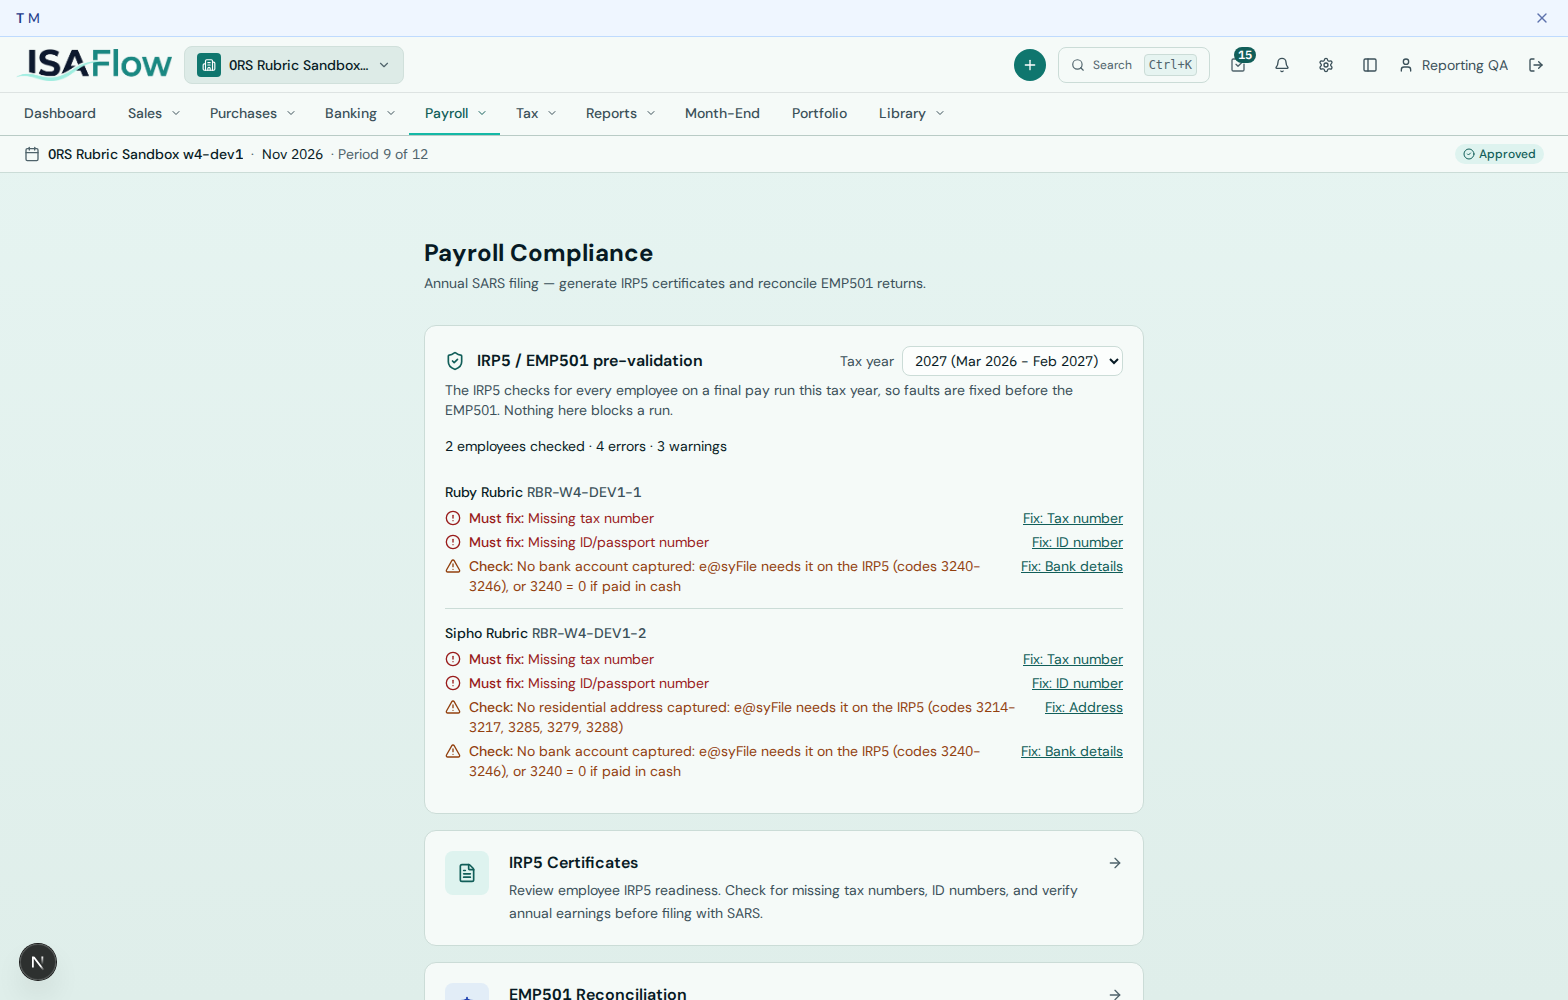 T M
ISAFlow
0RS Rubric Sandbox...
15
Search Ctrl+K
Reporting QA
Dashboard Sales Purchases Banking Payroll Tax Reports Month-End Portfolio Library
0RS Rubric Sandbox w4-dev1 · Nov 2026 · Period 9 of 12
Approved
Payroll Compliance
Annual SARS filing — generate IRP5 certificates and reconcile EMP501 returns.
IRP5 / EMP501 pre-validation
Tax year 2027 (Mar 2026 - Feb 2027)
The IRP5 checks for every employee on a final pay run this tax year, so faults are fixed before the
EMP501. Nothing here blocks a run.
2 employees checked · 4 errors · 3 warnings
Ruby Rubric RBR-W4-DEV1-1
Must fix: Missing tax number Fix: Tax number
Must fix: Missing ID/passport number Fix: ID number
Check: No bank account captured: e@syFile needs it on the IRP5 (codes 3240- Fix: Bank details
3246), or 3240 = 0 if paid in cash
Sipho Rubric RBR-W4-DEV1-2
Must fix: Missing tax number Fix: Tax number
Must fix: Missing ID/passport number Fix: ID number
Check: No residential address captured: e@syFile needs it on the IRP5 (codes 3214- Fix: Address
3217, 3285, 3279, 3288)
Check: No bank account captured: e@syFile needs it on the IRP5 (codes 3240- Fix: Bank details
3246), or 3240 = 0 if paid in cash
IRP5 Certificates
Review employee IRP5 readiness. Check for missing tax numbers, ID numbers, and verify
annual earnings before filing with SARS.
N
EMP501 Reconciliation